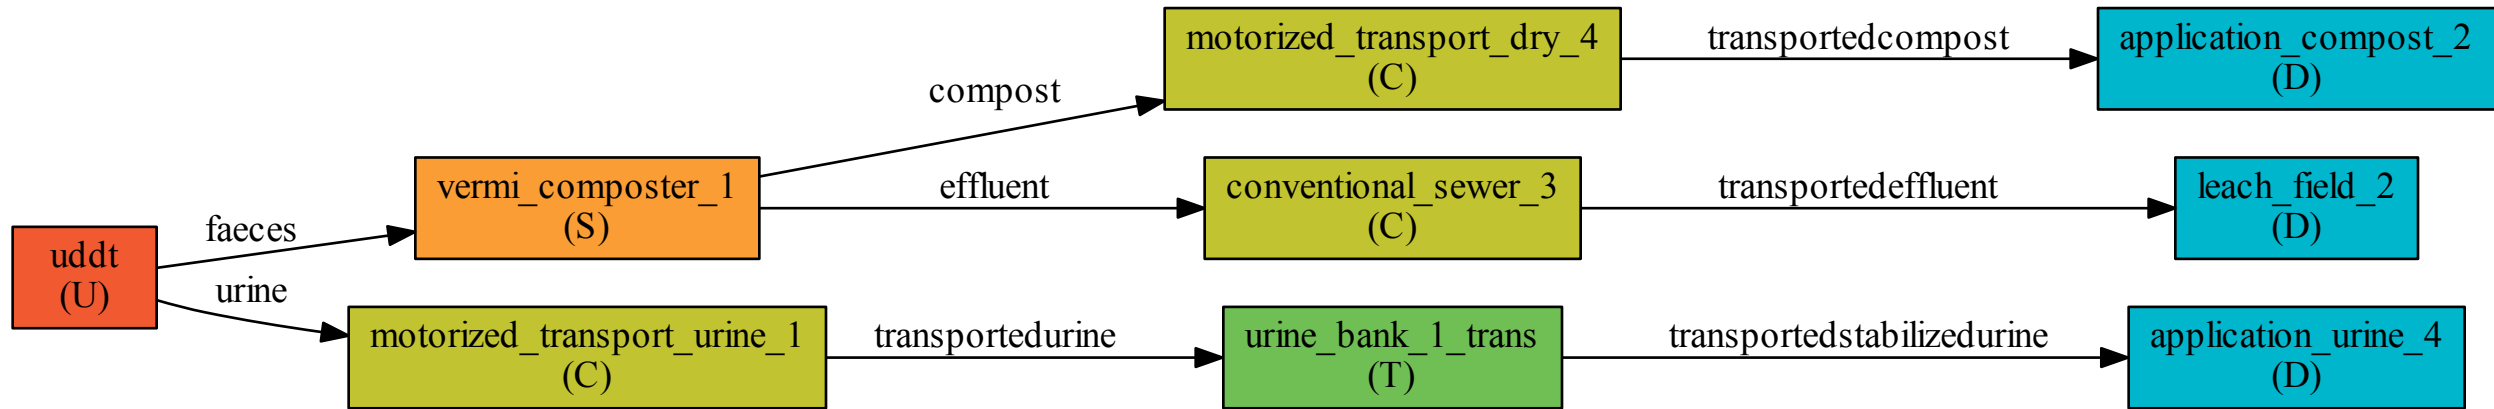 motorized_transport_dry_4
(C)
transportedcompost
application_compost_2
(D)
compost
vermi_composter_1
(S)
effluent
conventional_sewer_3
(C)
transportedeffluent
leach_field_2
(D)
faeces
uddt
(U)
urine
motorized_transport_urine_1
(C)
transportedurine
urine_bank_1_trans
(T)
transportedstabilizedurine
application_urine_4
(D)